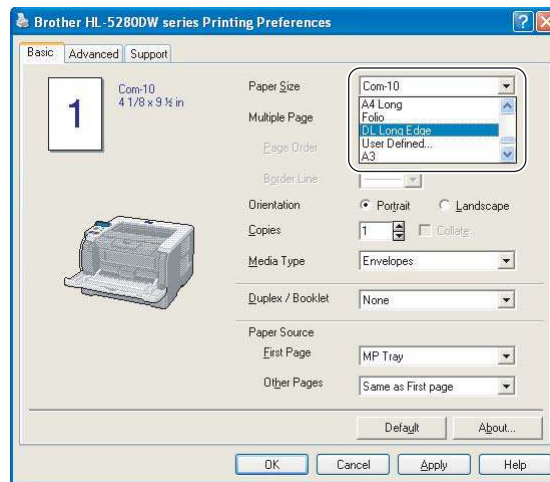 Brother HL-5280DW series Printing Preferences
Basic Advanced Support
1
Com-10
4 1/8 x 9 ½ in
Paper Size Com-10
A4 Long
Folio
DL Long Edge
User Defined...
A3
Multiple Page
Page Order
Border Line
Orientation Portrait Landscape
Copies 1 Collate
Media Type Envelopes
Duplex / Booklet None
Paper Source
First Page MP Tray
Other Pages Same as First page
Default About...
OK Cancel Apply Help